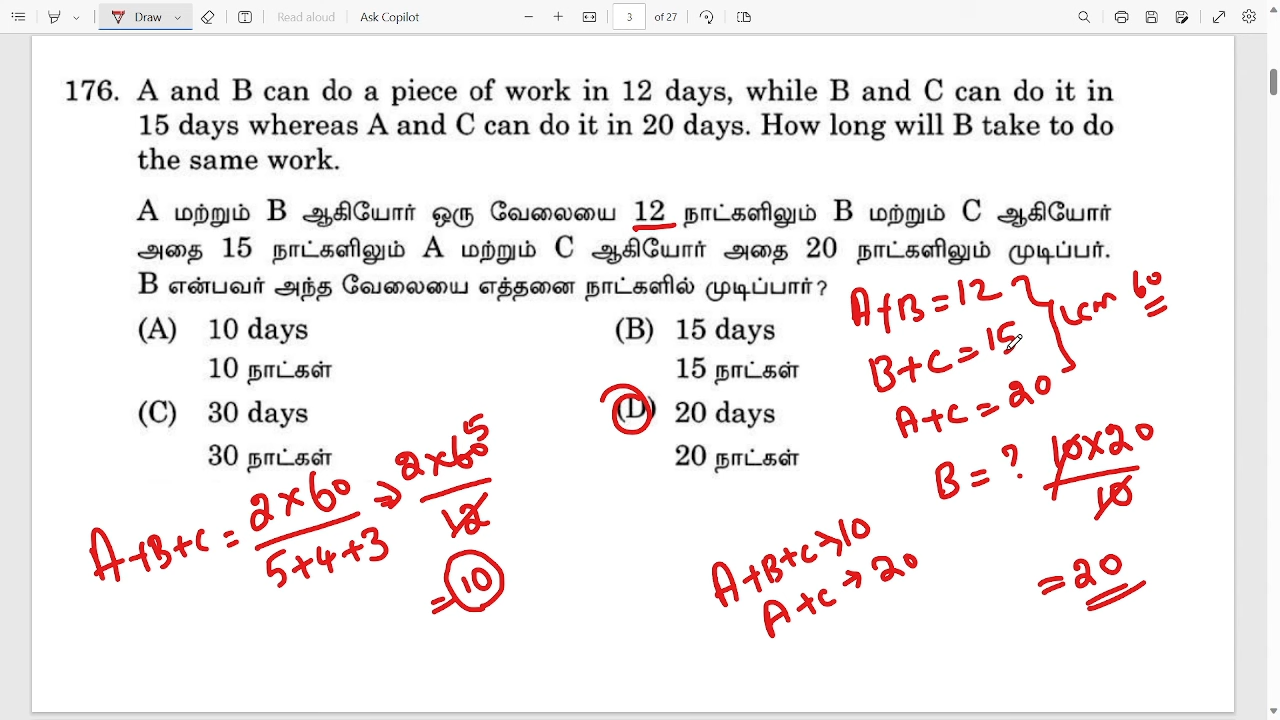 Draw
Read aloud
Ask Copilot
3 of 27
176. A and B can do a piece of work in 12 days, while B and C can do it in
15 days whereas A and C can do it in 20 days. How long will B take to do
the same work.
A மற்றும் B ஆகியோர் ஒரு வேலையை 12 நாட்களிலும் B மற்றும் C ஆகியோர்
அதை 15 நாட்களிலும் A மற்றும் C ஆகியோர் அதை 20 நாட்களிலும் முடிப்பர்.
B என்பவர் அந்த வேலையை எத்தனை நாட்களில் முடிப்பார்?
(A) 10 days
10 நாட்கள்
(B) 15 days
15 நாட்கள்
(C) 30 days
30 நாட்கள்
(D) 20 days
20 நாட்கள்
A+B=12
B+C=15
A+C=20
Lcm 60
B=? 10×20
10
=20
A+B+C→10
A+C→20
A+B+C= 2×60
5+4+3
⇒ 2×60 5
12
=10